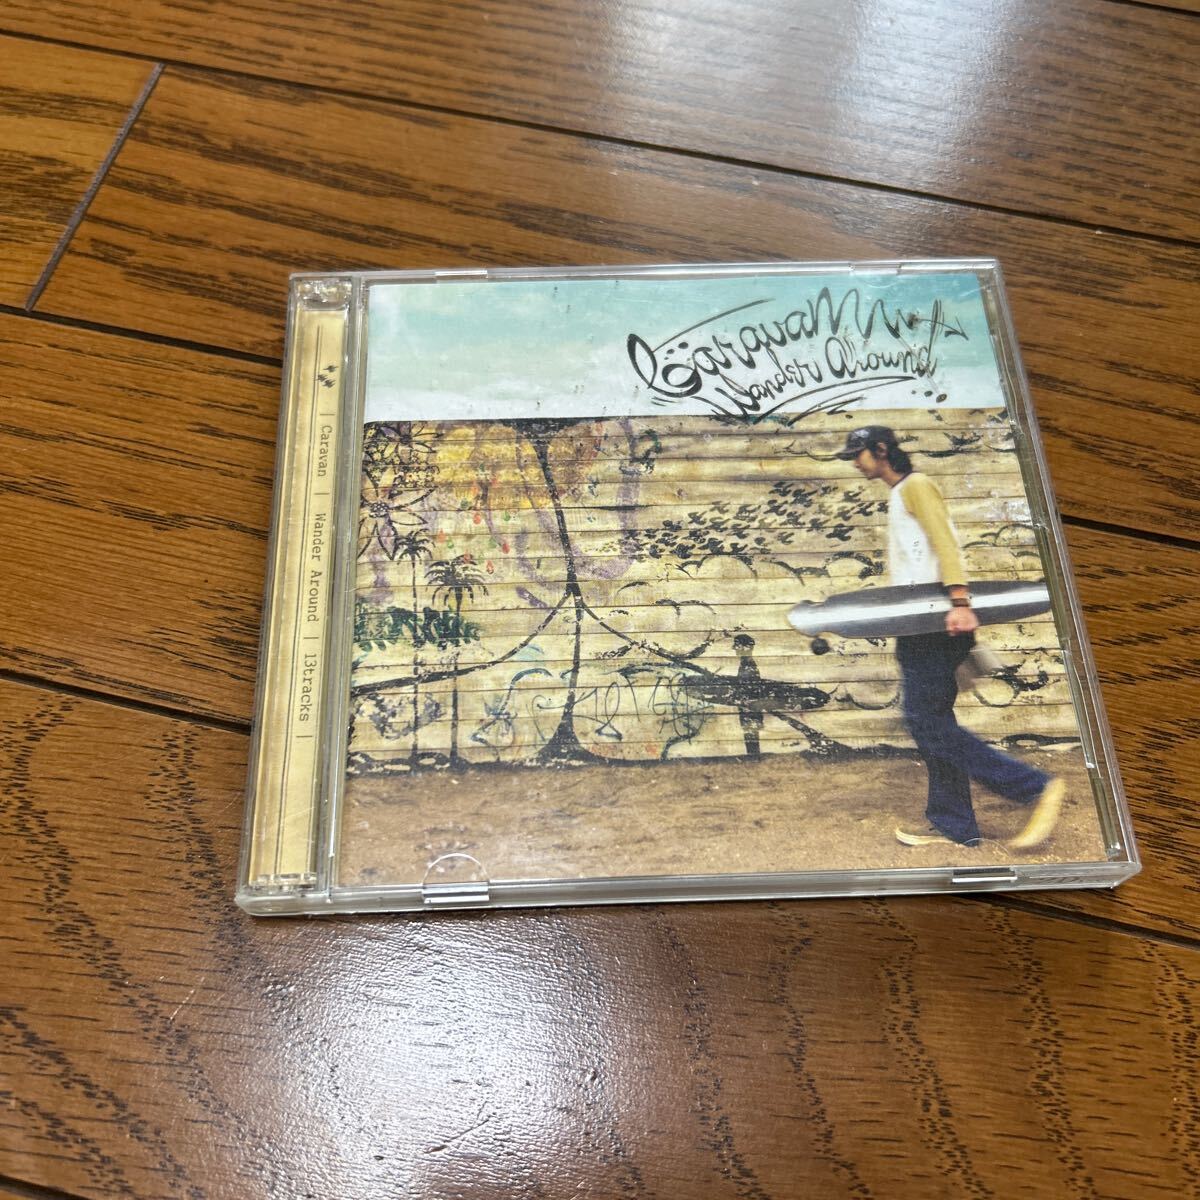 Caravan
Wander Around
| Caravan | Wander Around | 13tracks |